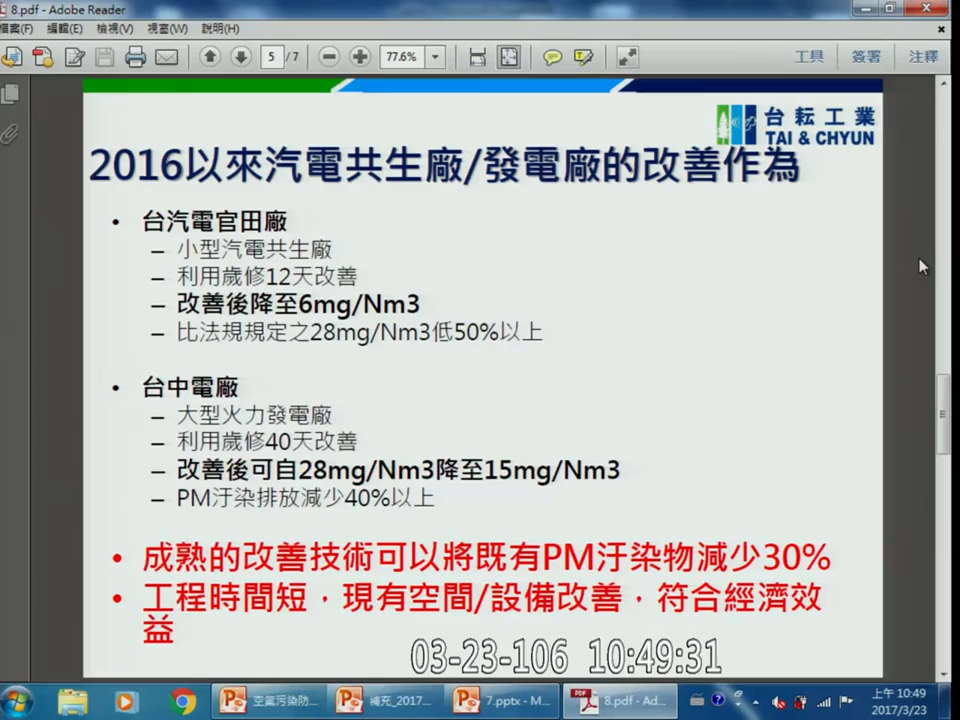 8.pdf - Adobe Reader
檔案(F) 編輯(E) 檢視(V) 視窗(W) 說明(H)
5 / 7 77.6% 工具 簽署 注釋
台耘工業
TAI & CHYUN
2016以來汽電共生廠/發電廠的改善作為
• 台汽電官田廠
– 小型汽電共生廠
– 利用歲修12天改善
– 改善後降至6mg/Nm3
– 比法規規定之28mg/Nm3低50%以上
• 台中電廠
– 大型火力發電廠
– 利用歲修40天改善
– 改善後可自28mg/Nm3降至15mg/Nm3
– PM汙染排放減少40%以上
• 成熟的改善技術可以將既有PM汙染物減少30%
• 工程時間短，現有空間/設備改善，符合經濟效
益
03-23-106 10:49:31
空氣污染防... 補充_2017... 7.pptx - M... 8.pdf - Ad...
上午 10:49
2017/3/23